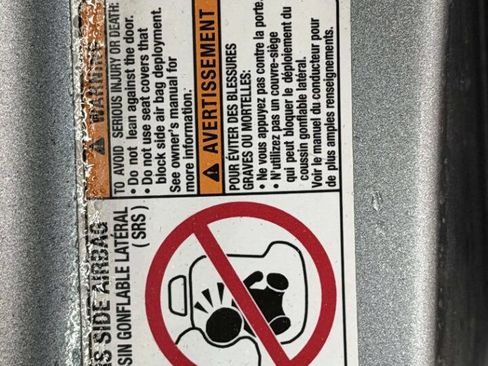 WARNING
TO AVOID SERIOUS INJURY OR DEATH:
• Do not lean against the door.
• Do not use seat covers that
block side air bag deployment.
See owner's manual for
more information.
AVERTISSEMENT
POUR ÉVITER DES BLESSURES
GRAVES OU MORTELLES:
• Ne vous appuyez pas contre la porte.
• N'utilizez pas un couvre-siège
qui peut bloquer le déploiement du
coussin gonflable latéral.
Voir le manuel du conducteur pour
de plus amples renseignements.
SIDE AIRBAG
SIN GONFLABLE LATÉRAL
(SRS)